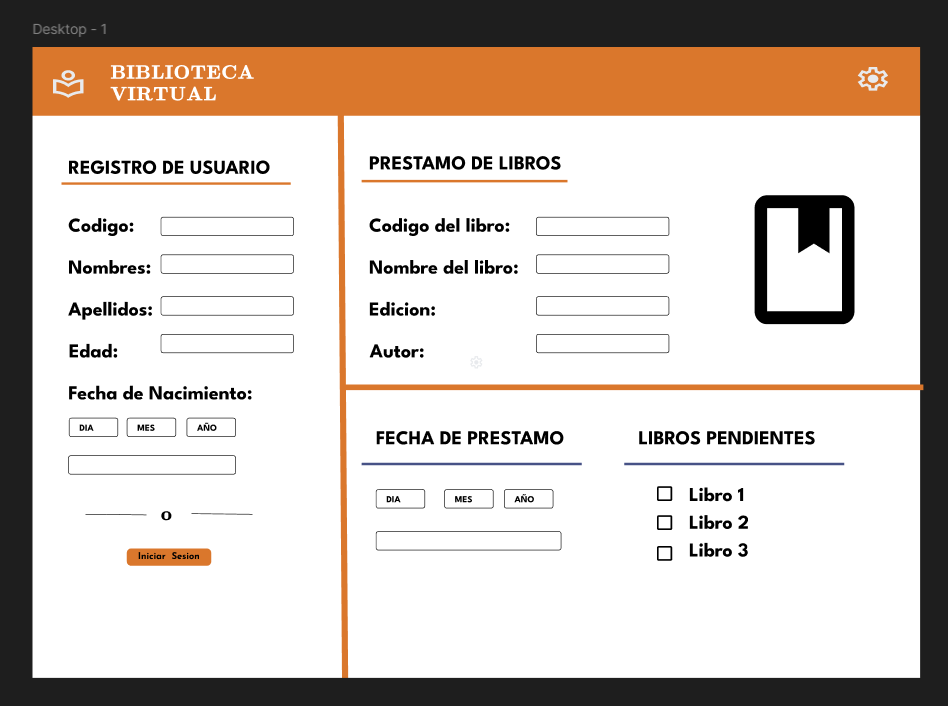 Desktop - 1
BIBLIOTECA
VIRTUAL
REGISTRO DE USUARIO
Codigo:
Nombres:
Apellidos:
Edad:
Fecha de Nacimiento:
DIA MES AÑO
O
Iniciar Sesion
PRESTAMO DE LIBROS
Codigo del libro:
Nombre del libro:
Edicion:
Autor:
FECHA DE PRESTAMO
DIA MES AÑO
LIBROS PENDIENTES
Libro 1
Libro 2
Libro 3